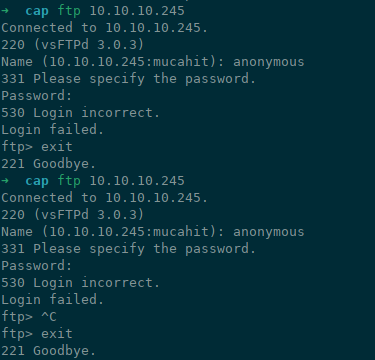 → cap ftp 10.10.10.245
Connected to 10.10.10.245.
220 (vsFTPd 3.0.3)
Name (10.10.10.245:mucahit): anonymous
331 Please specify the password.
Password:
530 Login incorrect.
Login failed.
ftp> exit
221 Goodbye.
→ cap ftp 10.10.10.245
Connected to 10.10.10.245.
220 (vsFTPd 3.0.3)
Name (10.10.10.245:mucahit): anonymous
331 Please specify the password.
Password:
530 Login incorrect.
Login failed.
ftp> ^C
ftp> exit
221 Goodbye.